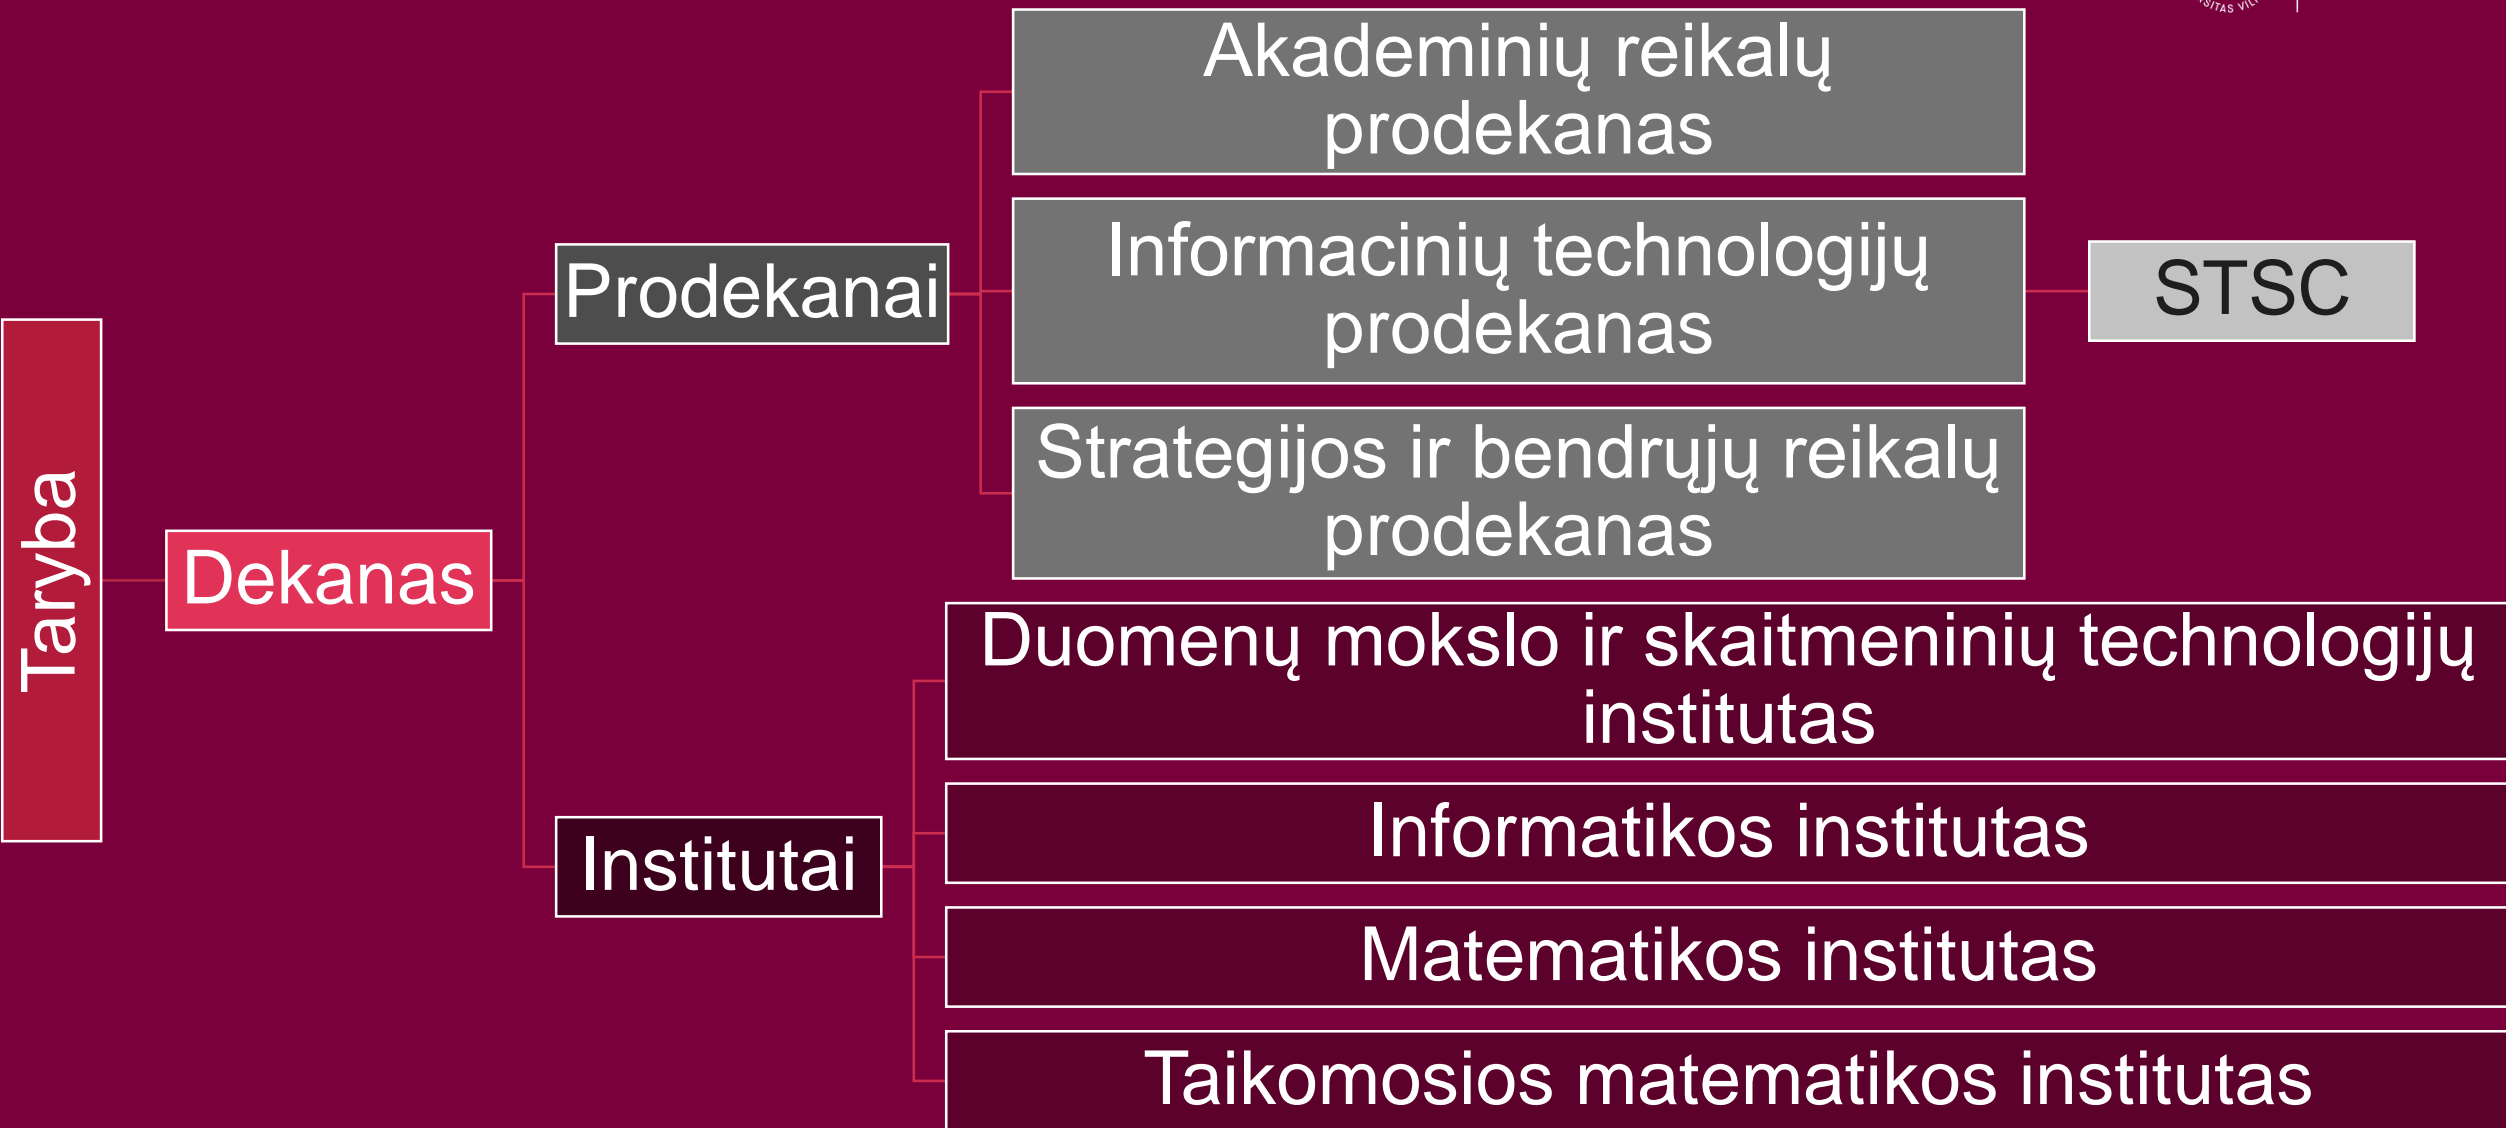 Akademinių reikalų
prodekanas
Informacinių technologijų
prodekanas
STSC
Prodekanai
Strategijos ir bendrųjų reikalų
prodekanas
Taryba
Dekanas
Duomenų mokslo ir skaitmeninių technologijų
institutas
Informatikos institutas
Institutai
Matematikos institutas
Taikomosios matematikos institutas